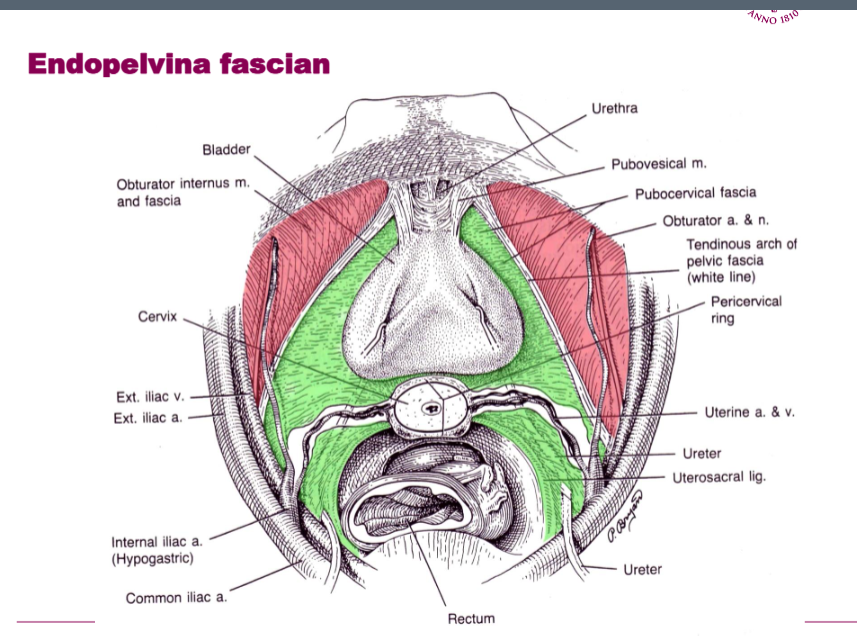 ANNO 1810
Endopelvina fascian
Urethra
Bladder
Pubovesical m.
Obturator internus m.
and fascia
Pubocervical fascia
Obturator a. & n.
Tendinous arch of
pelvic fascia
(white line)
Pericervical
ring
Cervix
Ext. iliac v.
Ext. iliac a.
Uterine a. & v.
Ureter
Uterosacral lig.
Internal iliac a.
(Hypogastric)
Ureter
Common iliac a.
Rectum